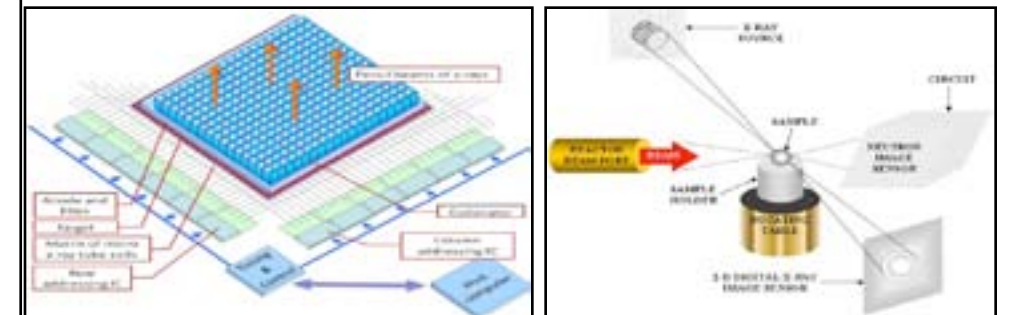 Pencil beams of x-rays
Anode and
filter
Target
Matrix of micro
x-ray tube cells
Row
addressing IC
Timing
&
Control
Collimator
Column
addressing IC
Host
computer
X-RAY
SOURCE
CIRCUIT
SAMPLE
REACTOR
BEAM PORT
BEAM
NEUTRON
IMAGE
SENSOR
SAMPLE
HOLDER
ROTATING
TABLE
2-D DIGITAL X-RAY
IMAGE SENSOR